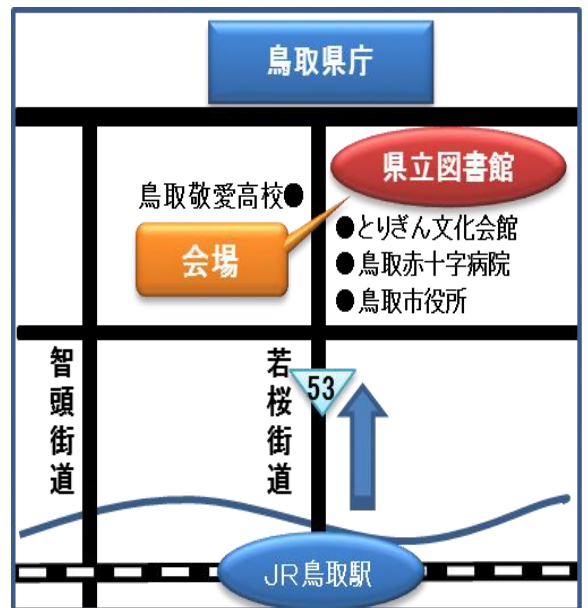 鳥取県庁
県立図書館
鳥取敬愛高校●
会場
●とりぎん文化会館
●鳥取赤十字病院
●鳥取市役所
智頭街道
若桜街道
53
JR鳥取駅